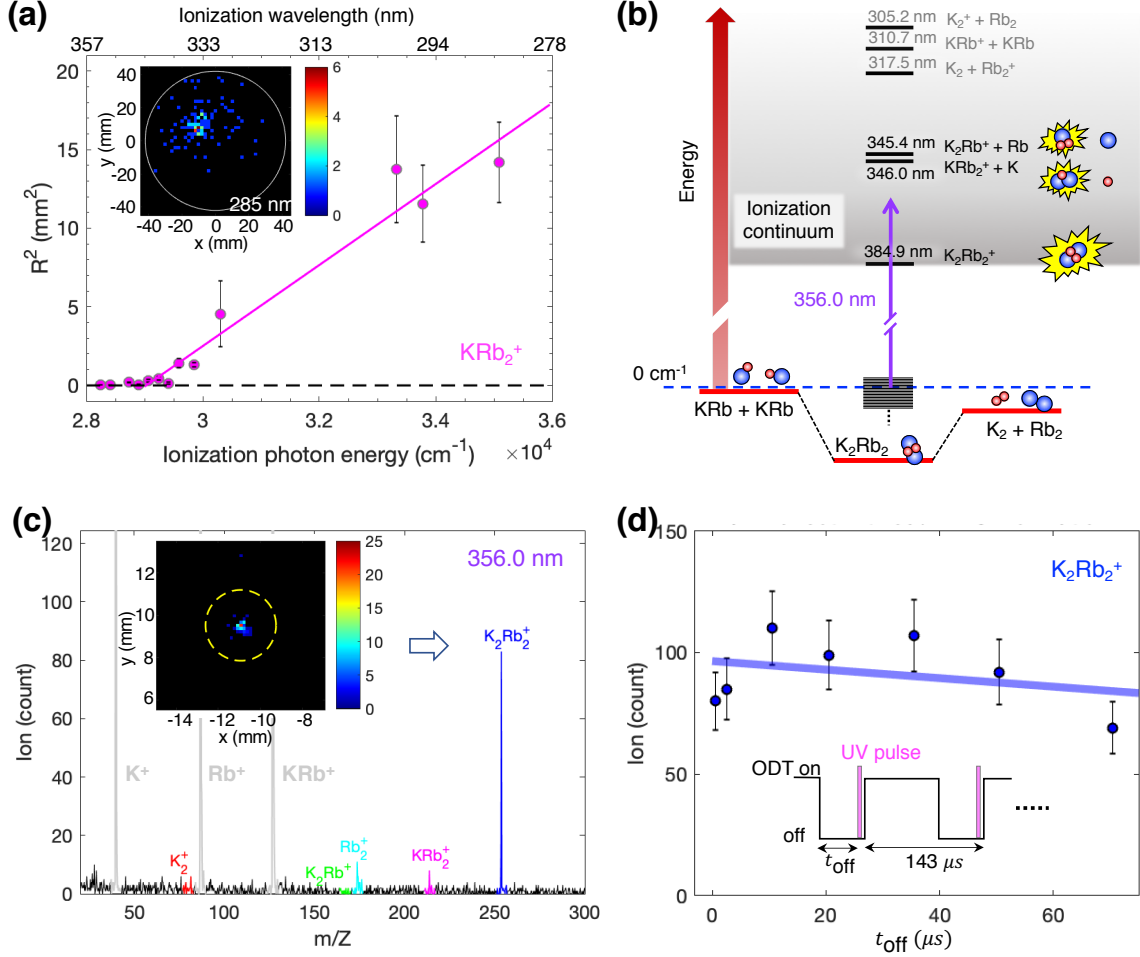 (a)
Ionization wavelength (nm)
357 333 313 294 278
20
15
10
5
0
R² (mm²)
40
20
0
-20
-40
y (mm)
-40 -20 0 20 40
x (mm)
285 nm
6
4
2
0
KRb₂⁺
2.8 3 3.2 3.4 3.6
Ionization photon energy (cm⁻¹) × 10⁴
(b)
Energy
305.2 nm K₂⁺ + Rb₂
310.7 nm KRb⁺ + KRb
317.5 nm K₂ + Rb₂⁺
345.4 nm K₂Rb⁺ + Rb
346.0 nm KRb₂⁺ + K
Ionization
continuum
384.9 nm K₂Rb₂⁺
356.0 nm
0 cm⁻¹
KRb + KRb
K₂Rb₂
K₂ + Rb₂
(c)
120
100
80
60
40
20
0
Ion (count)
12
10
8
6
y (mm)
-14 -12 -10 -8
x (mm)
25
20
15
10
5
0
356.0 nm
K₂Rb₂⁺
K⁺
Rb⁺
KRb⁺
K₂⁺
K₂Rb⁺
Rb₂⁺
KRb₂⁺
50 100 150 200 250 300
m/Z
(d)
150
100
50
0
Ion (count)
K₂Rb₂⁺
UV pulse
ODT on
off
t_off
143 μs
......
0 20 40 60
t_off (μs)